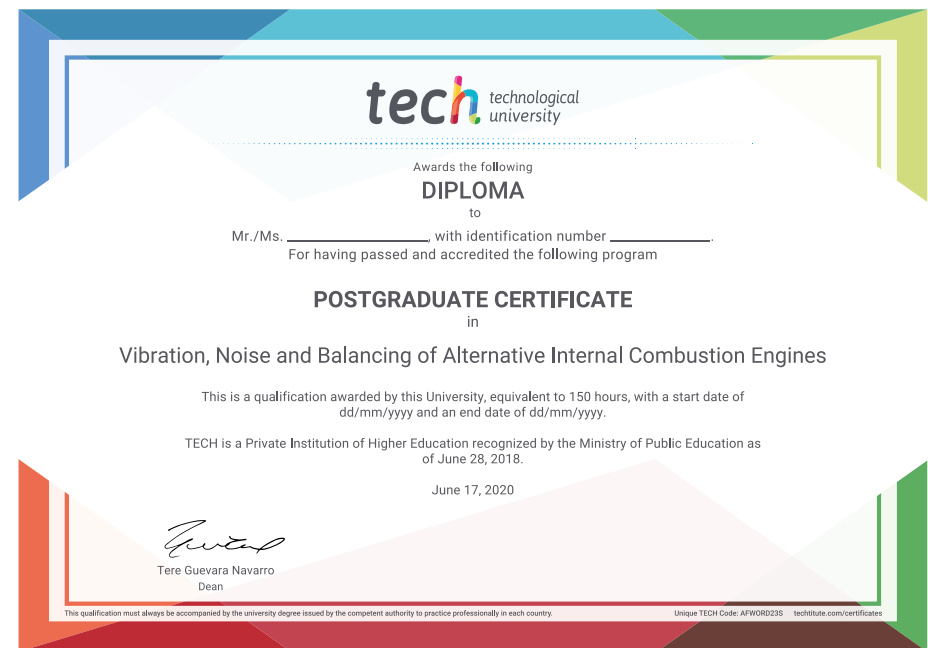 tech technological
university
Awards the following
DIPLOMA
to
Mr./Ms. ____________, with identification number ____________.
For having passed and accredited the following program
POSTGRADUATE CERTIFICATE
in
Vibration, Noise and Balancing of Alternative Internal Combustion Engines
This is a qualification awarded by this University, equivalent to 150 hours, with a start date of
dd/mm/yyyy and an end date of dd/mm/yyyy.
TECH is a Private Institution of Higher Education recognized by the Ministry of Public Education as
of June 28, 2018.
June 17, 2020
Tere Guevara Navarro
Dean
This qualification must always be accompanied by the university degree issued by the competent authority to practice professionally in each country. Unique TECH Code: AFWORD23S techtitute.com/certificates